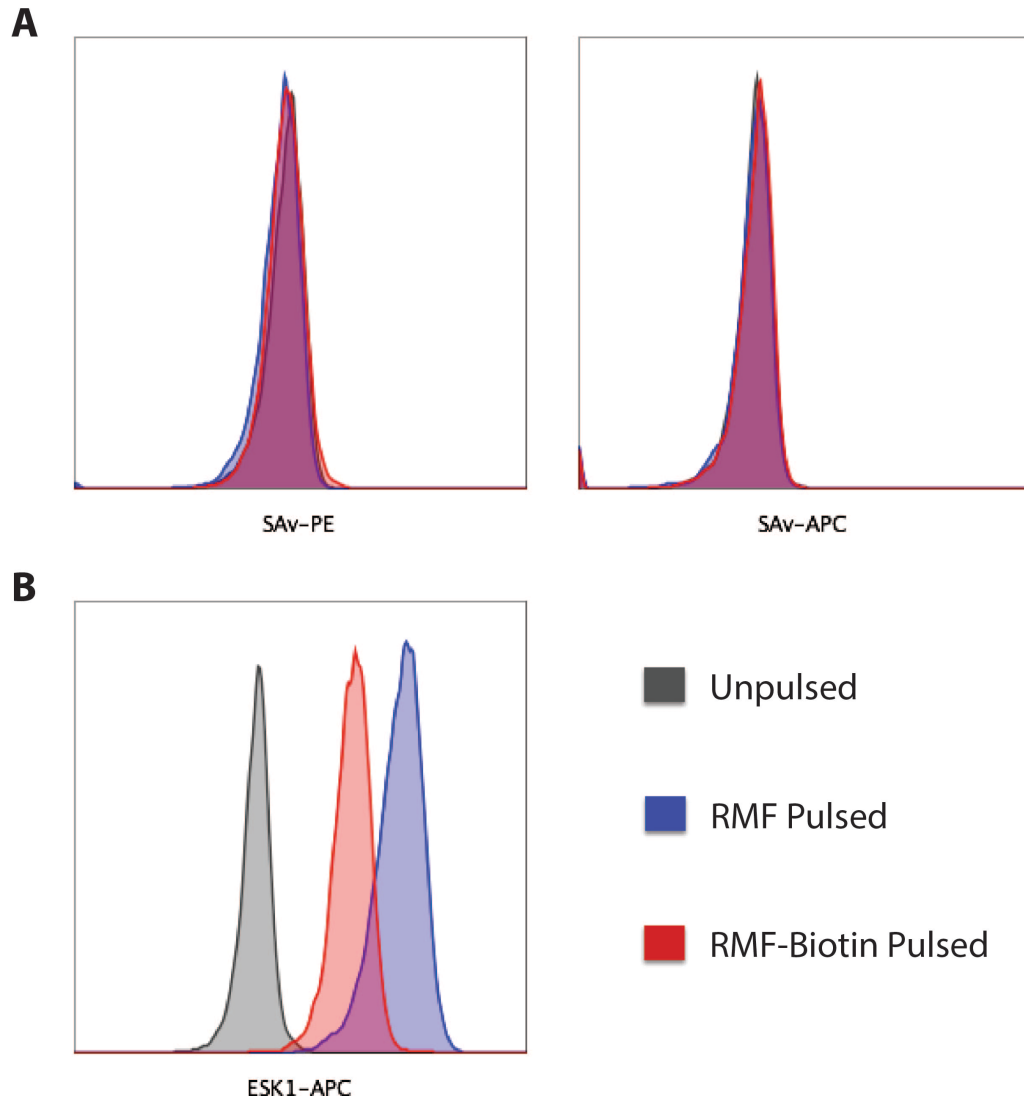 A
SAv-PE
SAv-APC
B
Unpulsed
RMF Pulsed
RMF-Biotin Pulsed
ESK1-APC